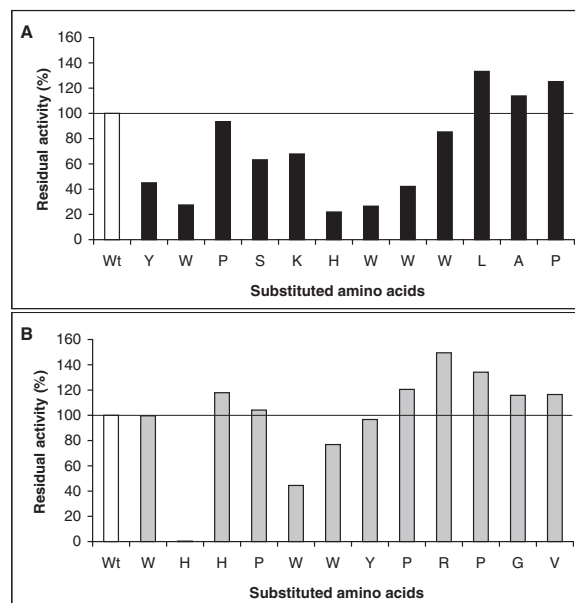 A
160
140
120
100
80
60
40
20
0
Residual activity (%)
Wt Y W P S K H W W W L A P
Substituted amino acids
B
160
140
120
100
80
60
40
20
0
Residual activity (%)
Wt W H H P W W Y P R P G V
Substituted amino acids